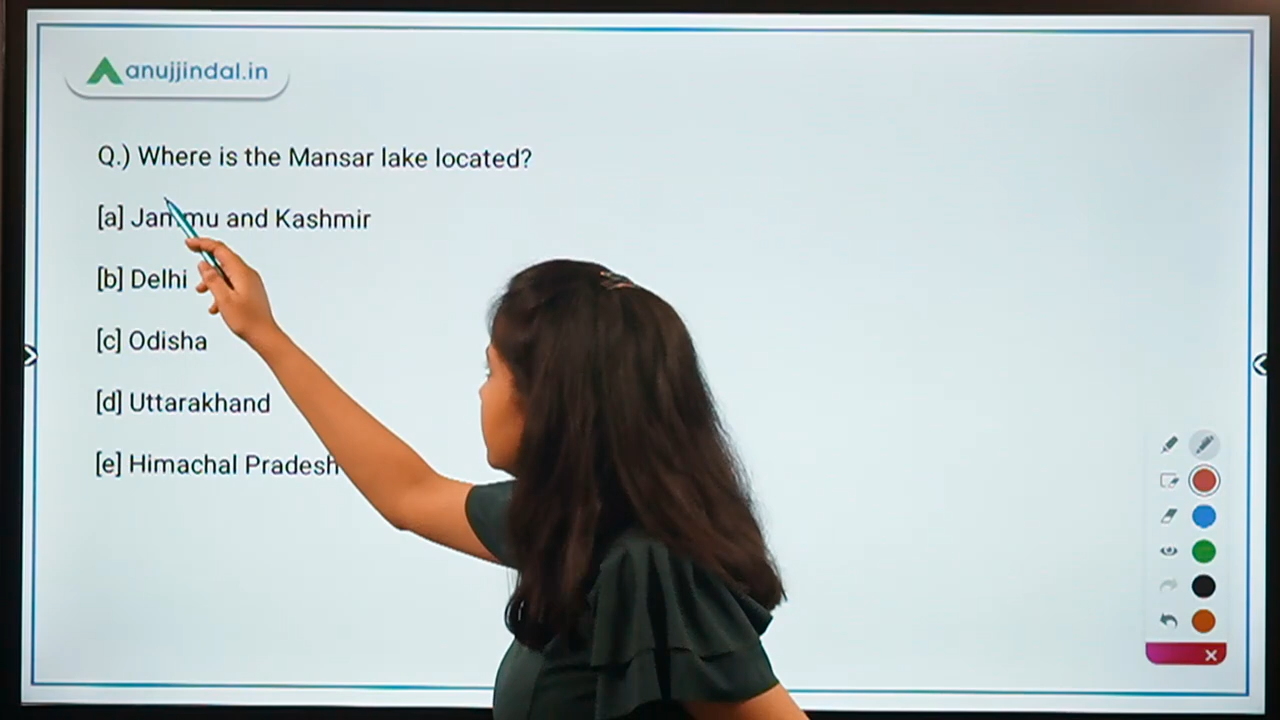 anujjindal.in
Q.) Where is the Mansar lake located?
[a] Jammu and Kashmir
[b] Delhi
[c] Odisha
[d] Uttarakhand
[e] Himachal Pradesh